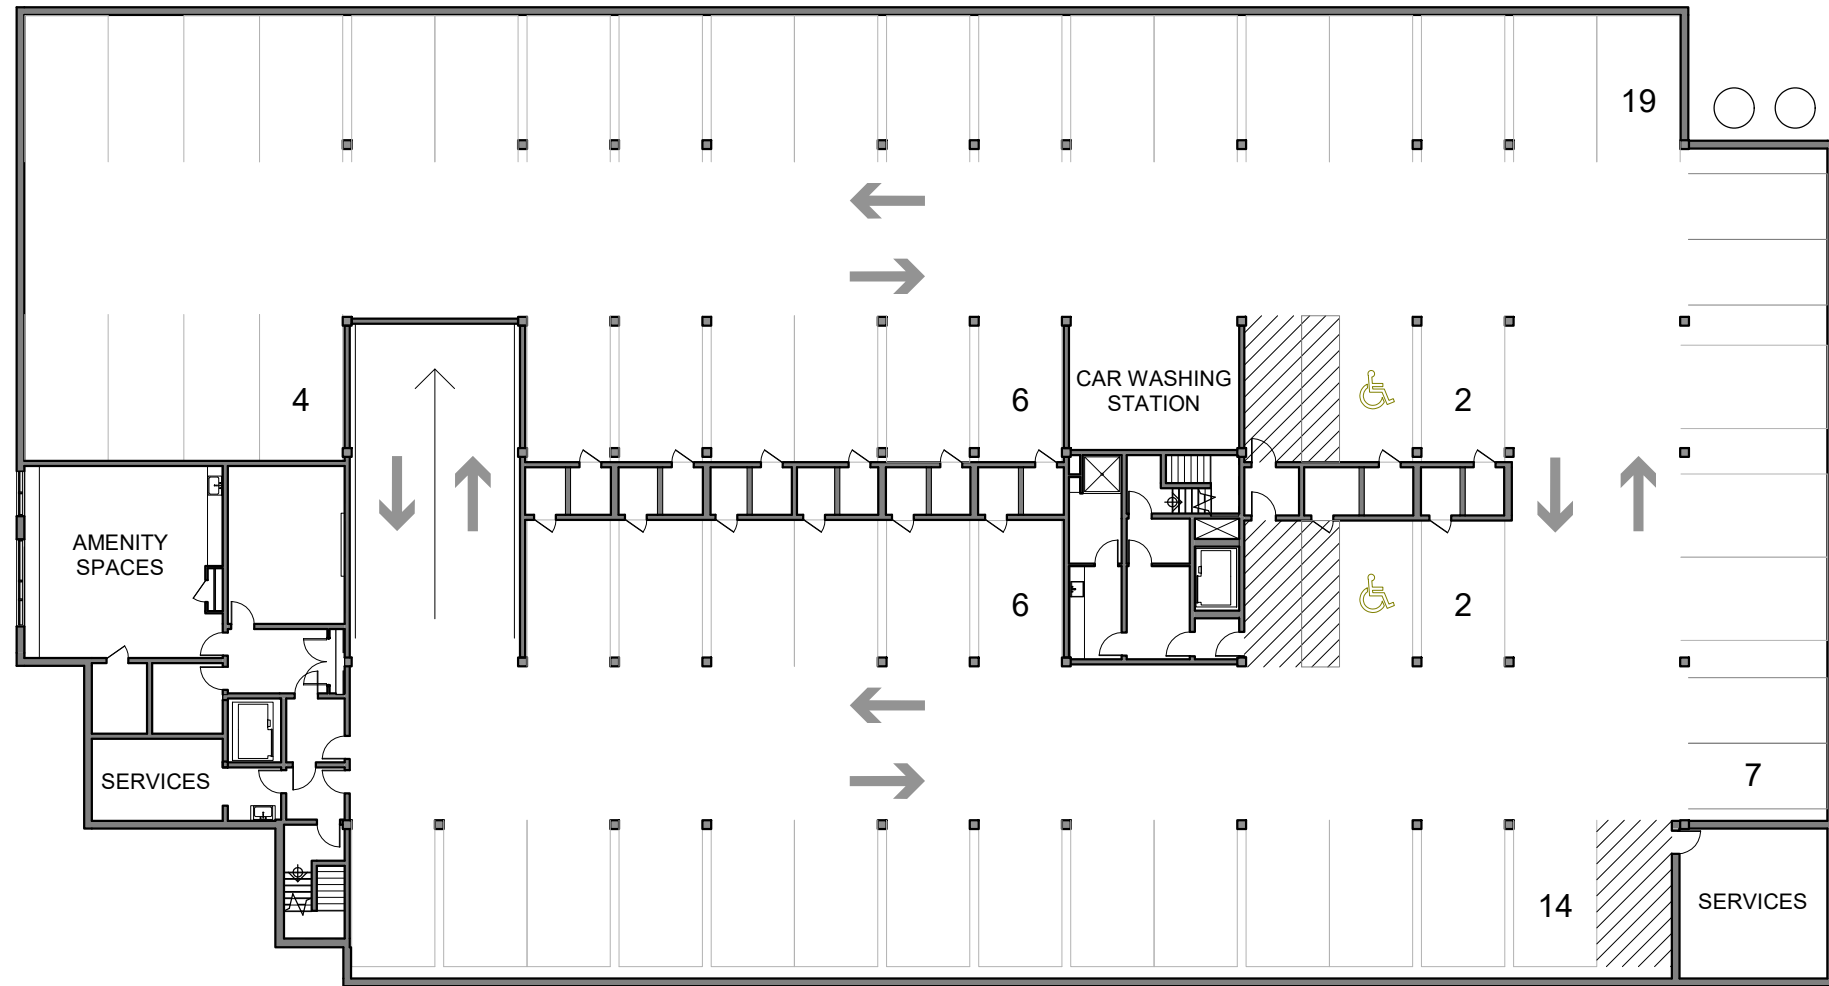 19
4
6
CAR WASHING
STATION
2
AMENITY
SPACES
6
2
SERVICES
7
14
SERVICES